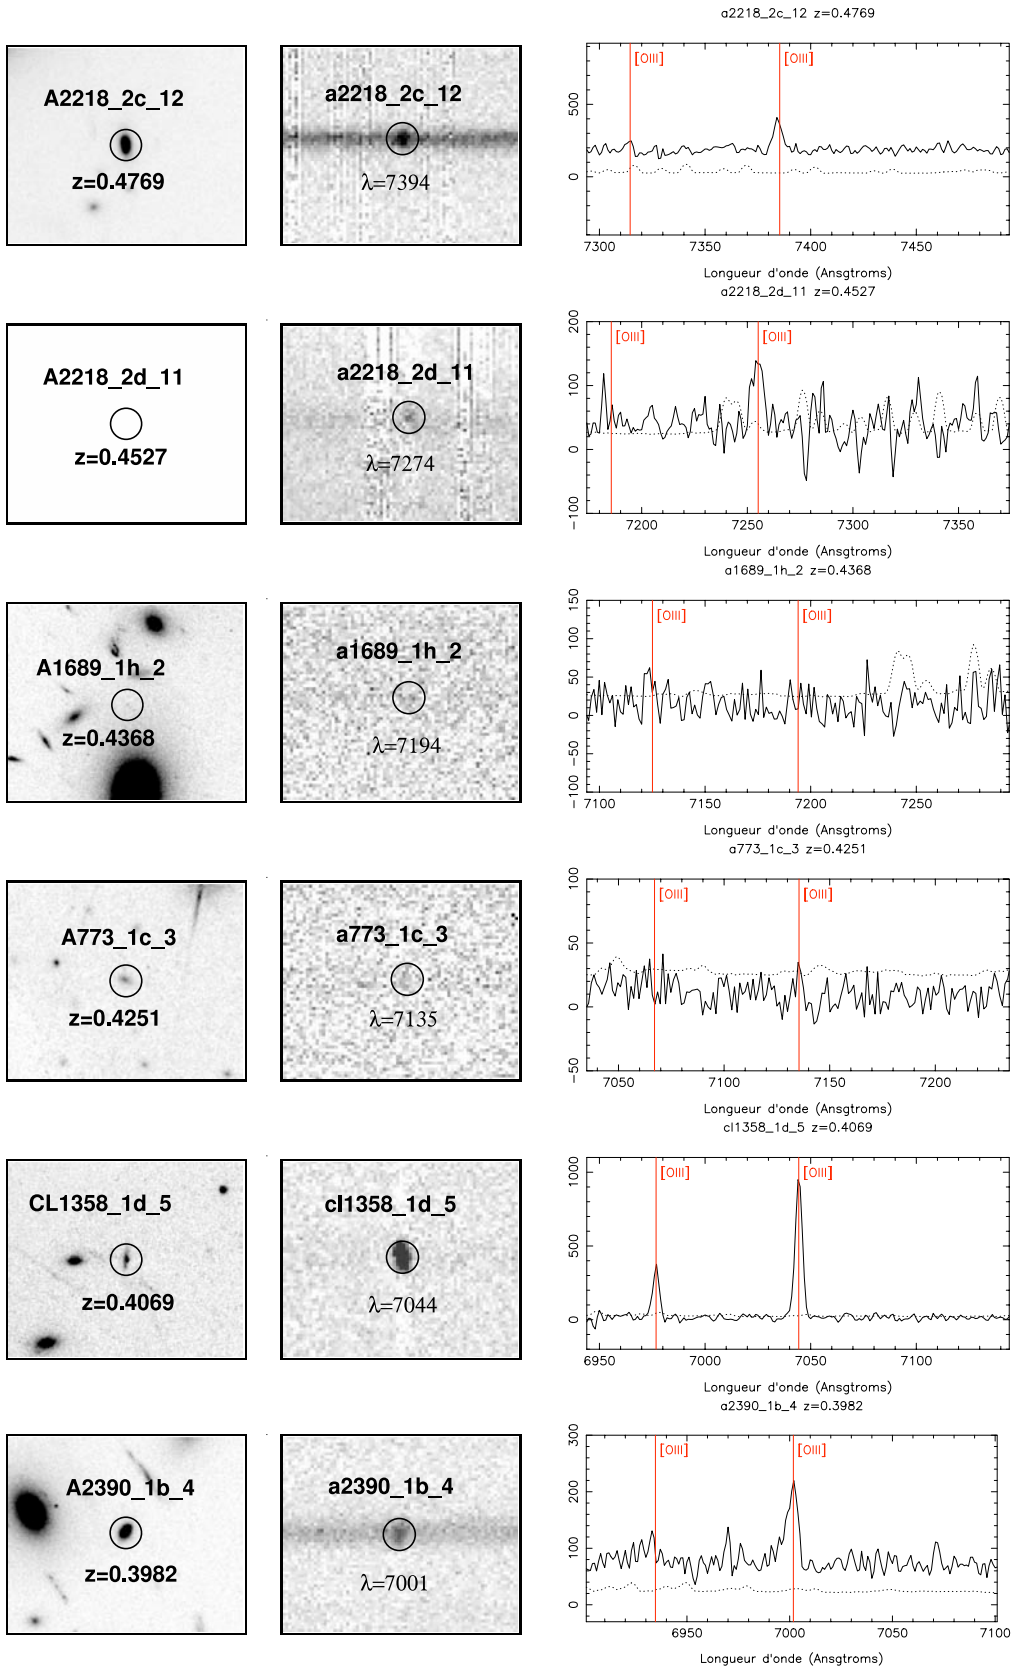 a2218_2c_12 z=0.4769
A2218_2c_12
z=0.4769
a2218_2c_12
λ=7394
[OIII]
[OIII]
500
0
7300 7350 7400 7450
Longueur d'onde (Ansgtroms)
a2218_2d_11 z=0.4527
A2218_2d_11
z=0.4527
a2218_2d_11
λ=7274
[OIII]
[OIII]
200
100
0
-100
7200 7250 7300 7350
Longueur d'onde (Ansgtroms)
a1689_1h_2 z=0.4368
A1689_1h_2
z=0.4368
a1689_1h_2
λ=7194
[OIII]
[OIII]
150
100
50
0
-50
-100
7100 7150 7200 7250
Longueur d'onde (Ansgtroms)
a773_1c_3 z=0.4251
A773_1c_3
z=0.4251
a773_1c_3
λ=7135
[OIII]
[OIII]
100
50
0
-50
7050 7100 7150 7200
Longueur d'onde (Ansgtroms)
cl1358_1d_5 z=0.4069
CL1358_1d_5
z=0.4069
cl1358_1d_5
λ=7044
[OIII]
[OIII]
1000
500
0
6950 7000 7050 7100
Longueur d'onde (Ansgtroms)
a2390_1b_4 z=0.3982
A2390_1b_4
z=0.3982
a2390_1b_4
λ=7001
[OIII]
[OIII]
300
200
100
0
6950 7000 7050 7100
Longueur d'onde (Ansgtroms)